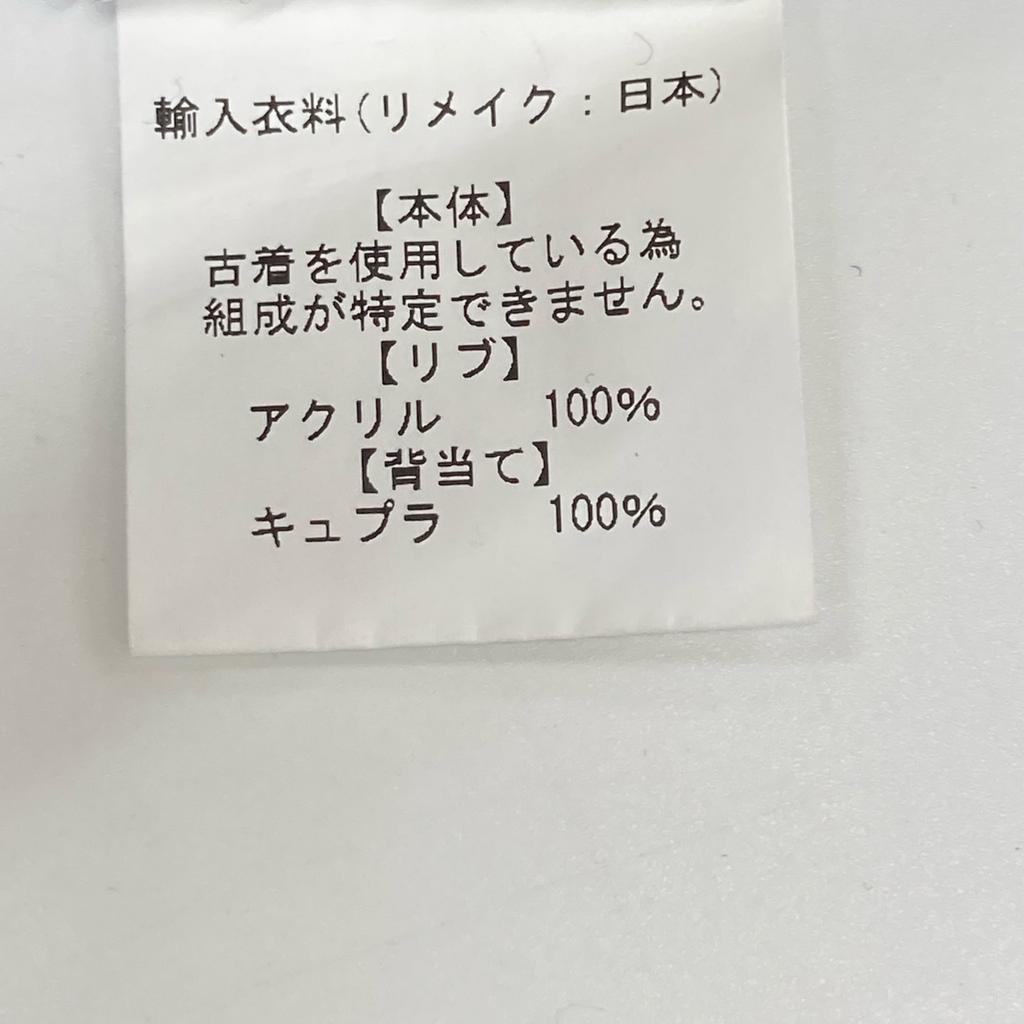 輸入衣料(リメイク:日本)
【本体】
古着を使用している為
組成が特定できません。
【リブ】
アクリル 100%
【背当て】
キュプラ 100%